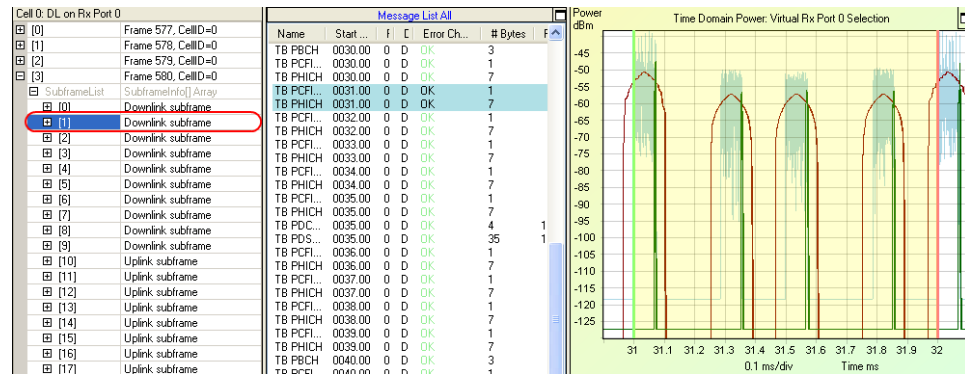 Cell 0: DL on Rx Port 0
[0] Frame 577, CellID=0
[1] Frame 578, CellID=0
[2] Frame 579, CellID=0
[3] Frame 580, CellID=0
SubframeList SubframeInfo[] Array
[0] Downlink subframe
[1] Downlink subframe
[2] Downlink subframe
[3] Downlink subframe
[4] Downlink subframe
[5] Downlink subframe
[6] Downlink subframe
[7] Downlink subframe
[8] Downlink subframe
[9] Downlink subframe
[10] Uplink subframe
[11] Uplink subframe
[12] Uplink subframe
[13] Uplink subframe
[14] Uplink subframe
[15] Uplink subframe
[16] Uplink subframe
[17] Uplink subframe
Message List All
Name Start ... Error Ch... # Bytes
TB PBCH 0030.00 0 D OK 3
TB PCFI... 0030.00 0 D OK 1
TB PHICH 0030.00 0 D OK 7
TB PCFI... 0031.00 0 D OK 1
TB PHICH 0031.00 0 D OK 7
TB PCFI... 0032.00 0 D OK 1
TB PHICH 0032.00 0 D OK 7
TB PCFI... 0033.00 0 D OK 1
TB PHICH 0033.00 0 D OK 7
TB PCFI... 0034.00 0 D OK 1
TB PHICH 0034.00 0 D OK 7
TB PCFI... 0035.00 0 D OK 1
TB PHICH 0035.00 0 D OK 7
TB PDC... 0035.00 0 D OK 4 1
TB PDS... 0035.00 0 D OK 35 1
TB PCFI... 0036.00 0 D OK 1
TB PHICH 0036.00 0 D OK 7
TB PCFI... 0037.00 0 D OK 1
TB PHICH 0037.00 0 D OK 7
TB PCFI... 0038.00 0 D OK 1
TB PHICH 0038.00 0 D OK 7
TB PCFI... 0039.00 0 D OK 1
TB PHICH 0039.00 0 D OK 7
TB PBCH 0040.00 0 D OK 3
TB PCFI... 0040.00 0 D OK 1
Power
dBm
Time Domain Power: Virtual Rx Port 0 Selection
-45
-50
-55
-60
-65
-70
-75
-80
-85
-90
-95
-100
-105
-110
-115
-120
-125
31 31.1 31.2 31.3 31.4 31.5 31.6 31.7 31.8 31.9 32
0.1 ms/div Time ms